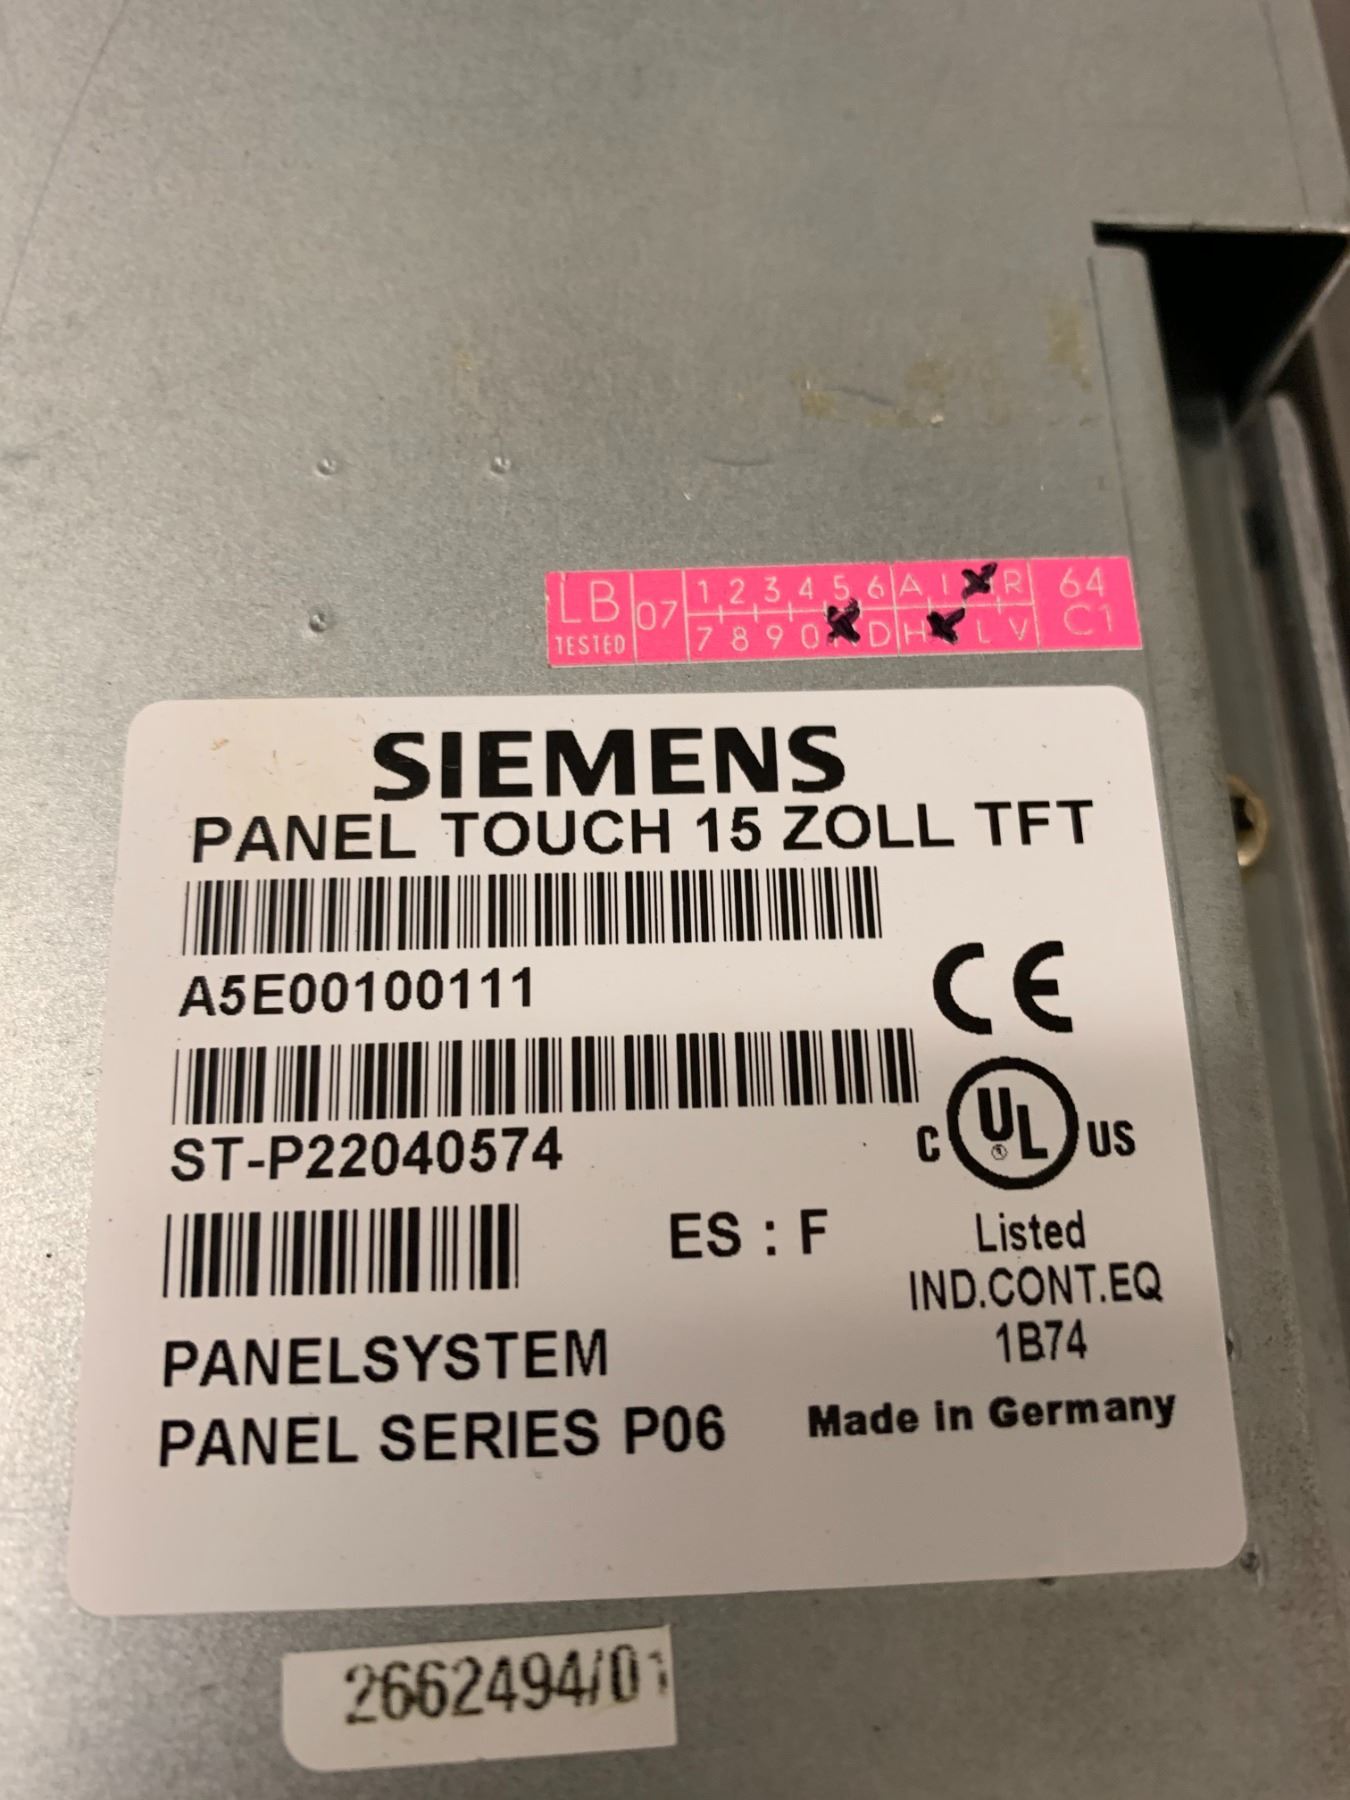 LB 07 1 2 3 4 5 6 A I R 64
TESTED 7 8 9 0 D H L V C1
SIEMENS
PANEL TOUCH 15 ZOLL TFT
A5E00100111
CE
ST-P22040574
C UL US
ES : F
Listed
IND.CONT.EQ
1B74
PANELSYSTEM
PANEL SERIES P06
Made in Germany
2662494/01